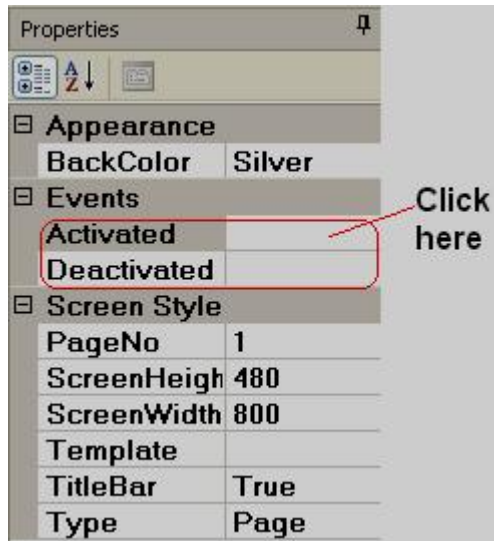 Properties
A
Z
Appearance
BackColor Silver
Events
Activated
Deactivated
Click
here
Screen Style
PageNo 1
ScreenHeigh 480
ScreenWidth 800
Template
TitleBar True
Type Page